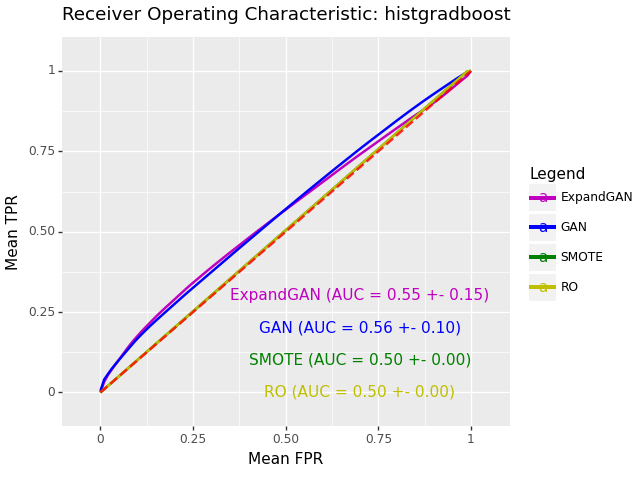 Receiver Operating Characteristic: histgradboost
Mean TPR
1
0.75
0.50
0.25
0
0
0.25
0.50
0.75
1
Mean FPR
ExpandGAN (AUC = 0.55 +- 0.15)
GAN (AUC = 0.56 +- 0.10)
SMOTE (AUC = 0.50 +- 0.00)
RO (AUC = 0.50 +- 0.00)
Legend
a ExpandGAN
a GAN
a SMOTE
a RO